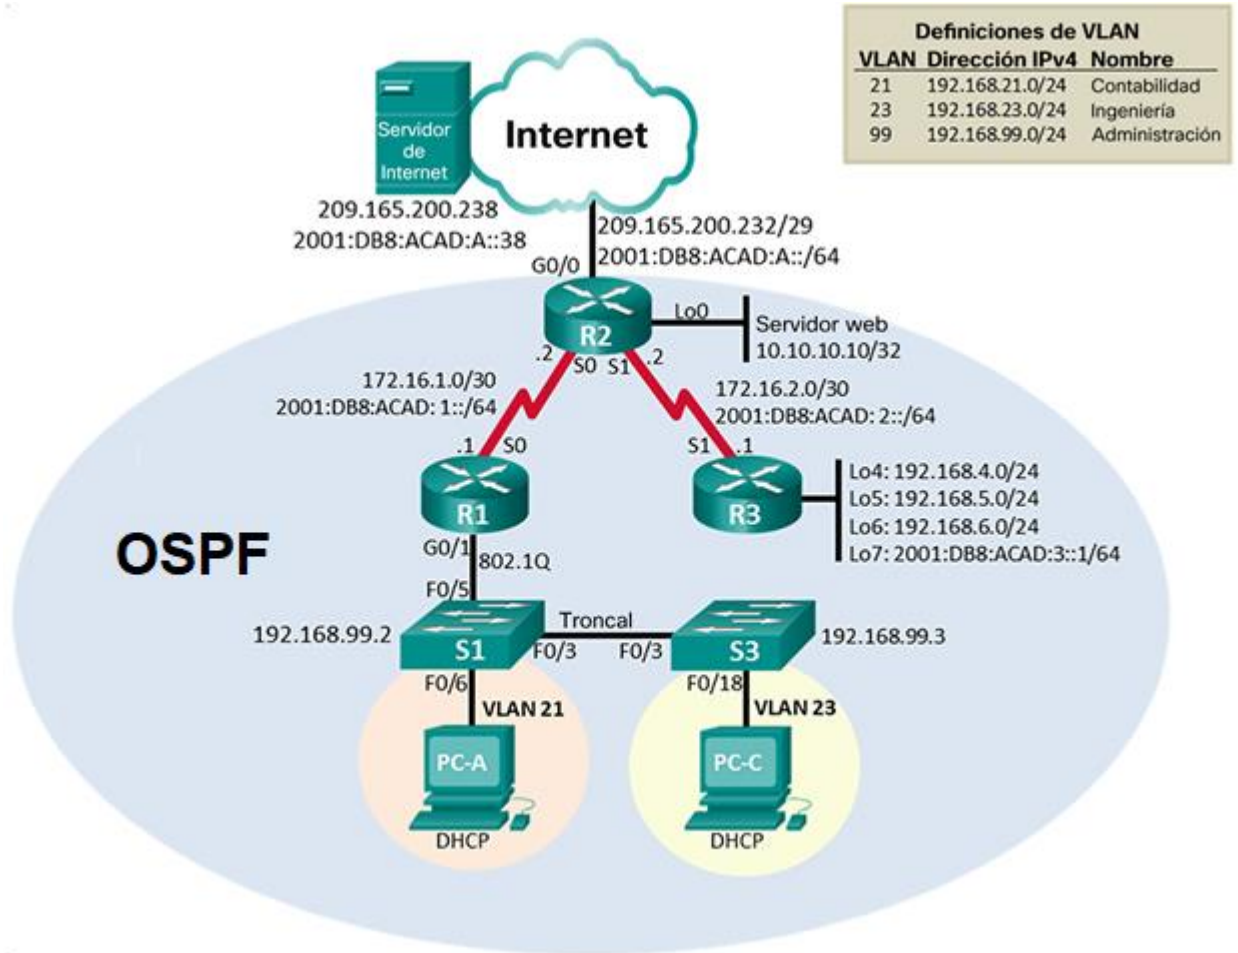 Definiciones de VLAN
VLAN Dirección IPv4 Nombre
21 192.168.21.0/24 Contabilidad
23 192.168.23.0/24 Ingeniería
99 192.168.99.0/24 Administración
Servidor
de
Internet
Internet
209.165.200.238
2001:DB8:ACAD:A::38
209.165.200.232/29
2001:DB8:ACAD:A::/64
G0/0
R2
Lo0
Servidor web
10.10.10.10/32
.2
S0
S1
.2
172.16.1.0/30
2001:DB8:ACAD: 1::/64
172.16.2.0/30
2001:DB8:ACAD: 2::/64
.1
S0
S1
.1
R1
R3
Lo4: 192.168.4.0/24
Lo5: 192.168.5.0/24
Lo6: 192.168.6.0/24
Lo7: 2001:DB8:ACAD:3::1/64
OSPF
G0/1
802.1Q
F0/5
192.168.99.2
S1
Troncal
F0/3
F0/3
S3
192.168.99.3
F0/6
VLAN 21
F0/18
VLAN 23
PC-A
PC-C
DHCP
DHCP